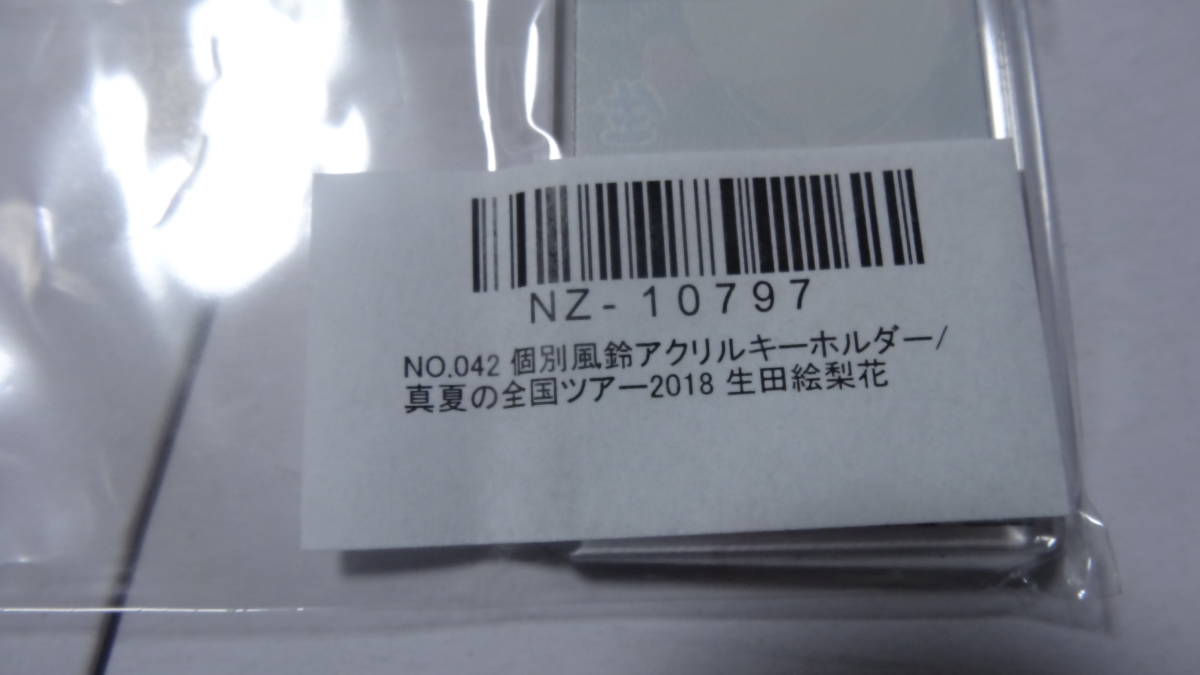 NZ-10797
NO.042 個別風鈴アクリルキーホルダー/
真夏の全国ツアー2018 生田絵梨花